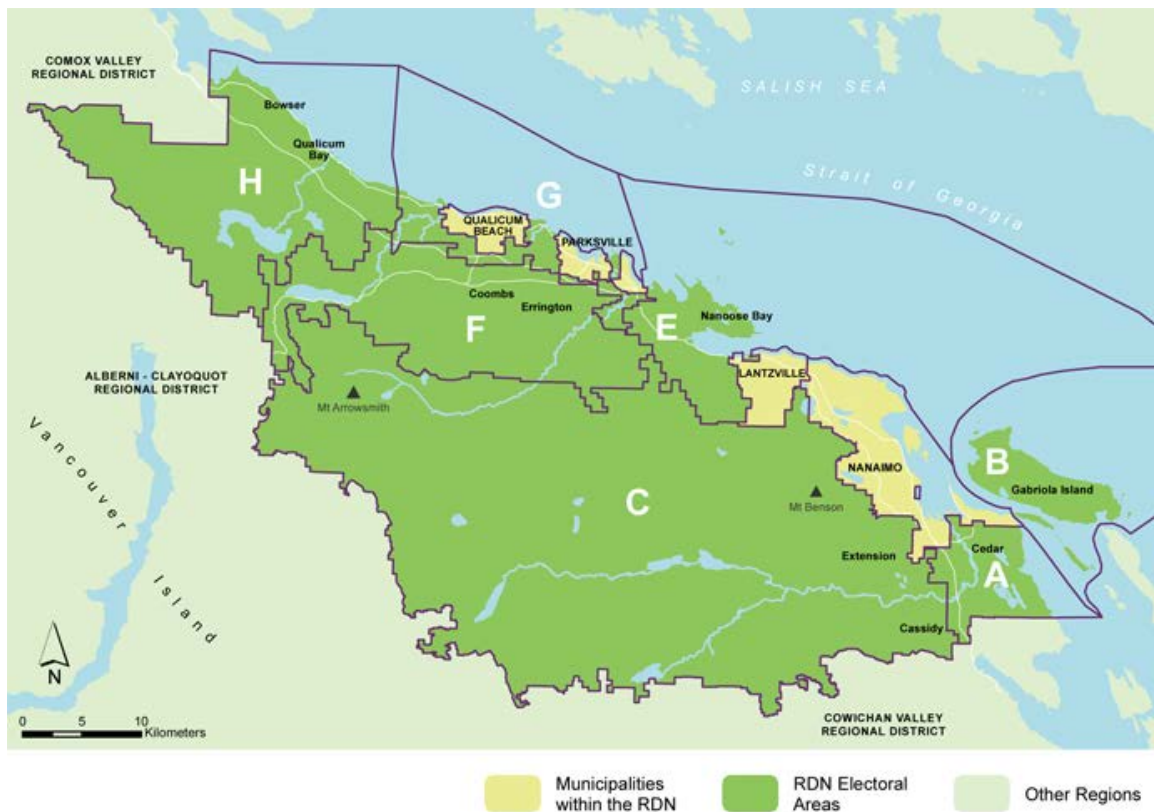 COMOX VALLEY
REGIONAL DISTRICT
SALISH SEA
Bowser
Qualicum
Bay
H
G
Strait of
Georgia
QUALICUM
BEACH
PARKSVILLE
Coombs
Errington
F
E
Nanoose Bay
ALBERNI - CLAYOQUOT
REGIONAL DISTRICT
Mt Arrowsmith
LANTZVILLE
Vancouver
Island
B
Gabriola Island
NANAIMO
C
Mt Benson
Extension
Cedar
A
Cassidy
N
0 5 10
Kilometers
COWICHAN VALLEY
REGIONAL DISTRICT
Municipalities
within the RDN
RDN Electoral
Areas
Other Regions